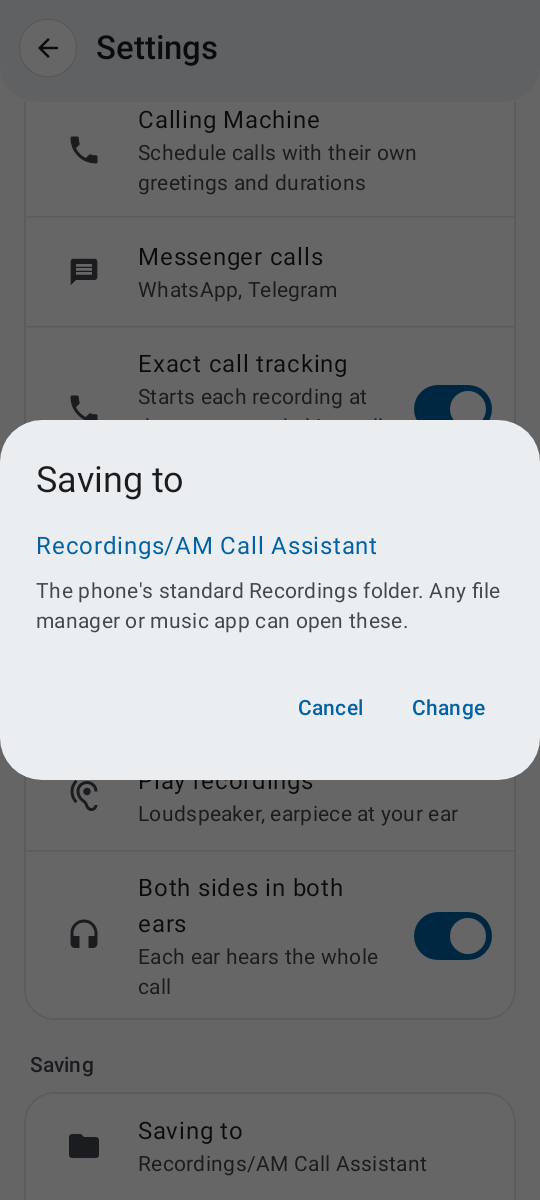 Settings
Calling Machine
Schedule calls with their own
greetings and durations
Messenger calls
WhatsApp, Telegram
Exact call tracking
Starts each recording at
Saving to
Recordings/AM Call Assistant
The phone's standard Recordings folder. Any file
manager or music app can open these.
Cancel
Change
Play recordings
Loudspeaker, earpiece at your ear
Both sides in both
ears
Each ear hears the whole
call
Saving
Saving to
Recordings/AM Call Assistant